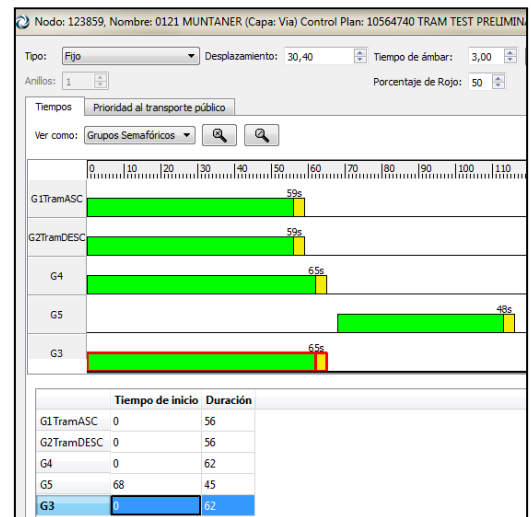 Nodo: 123859, Nombre: 0121 MUNTANER (Capa: Via) Control Plan: 10564740 TRAM TEST PRELIMIN
Tipo: Fijo Desplazamiento: 30,40 Tiempo de ámbar: 3,00
Anillos: 1 Porcentaje de Rojo: 50
Tiempos Prioridad al transporte público
Ver como: Grupos Semafóricos
0 10 20 30 40 50 60 70 80 90 100 110
G1TramASC 59s
G2TramDESC 59s
G4 65s
G5 48s
G3 65s
Tiempo de inicio Duración
G1TramASC 0 56
G2TramDESC 0 56
G4 0 62
G5 68 45
G3 0 62